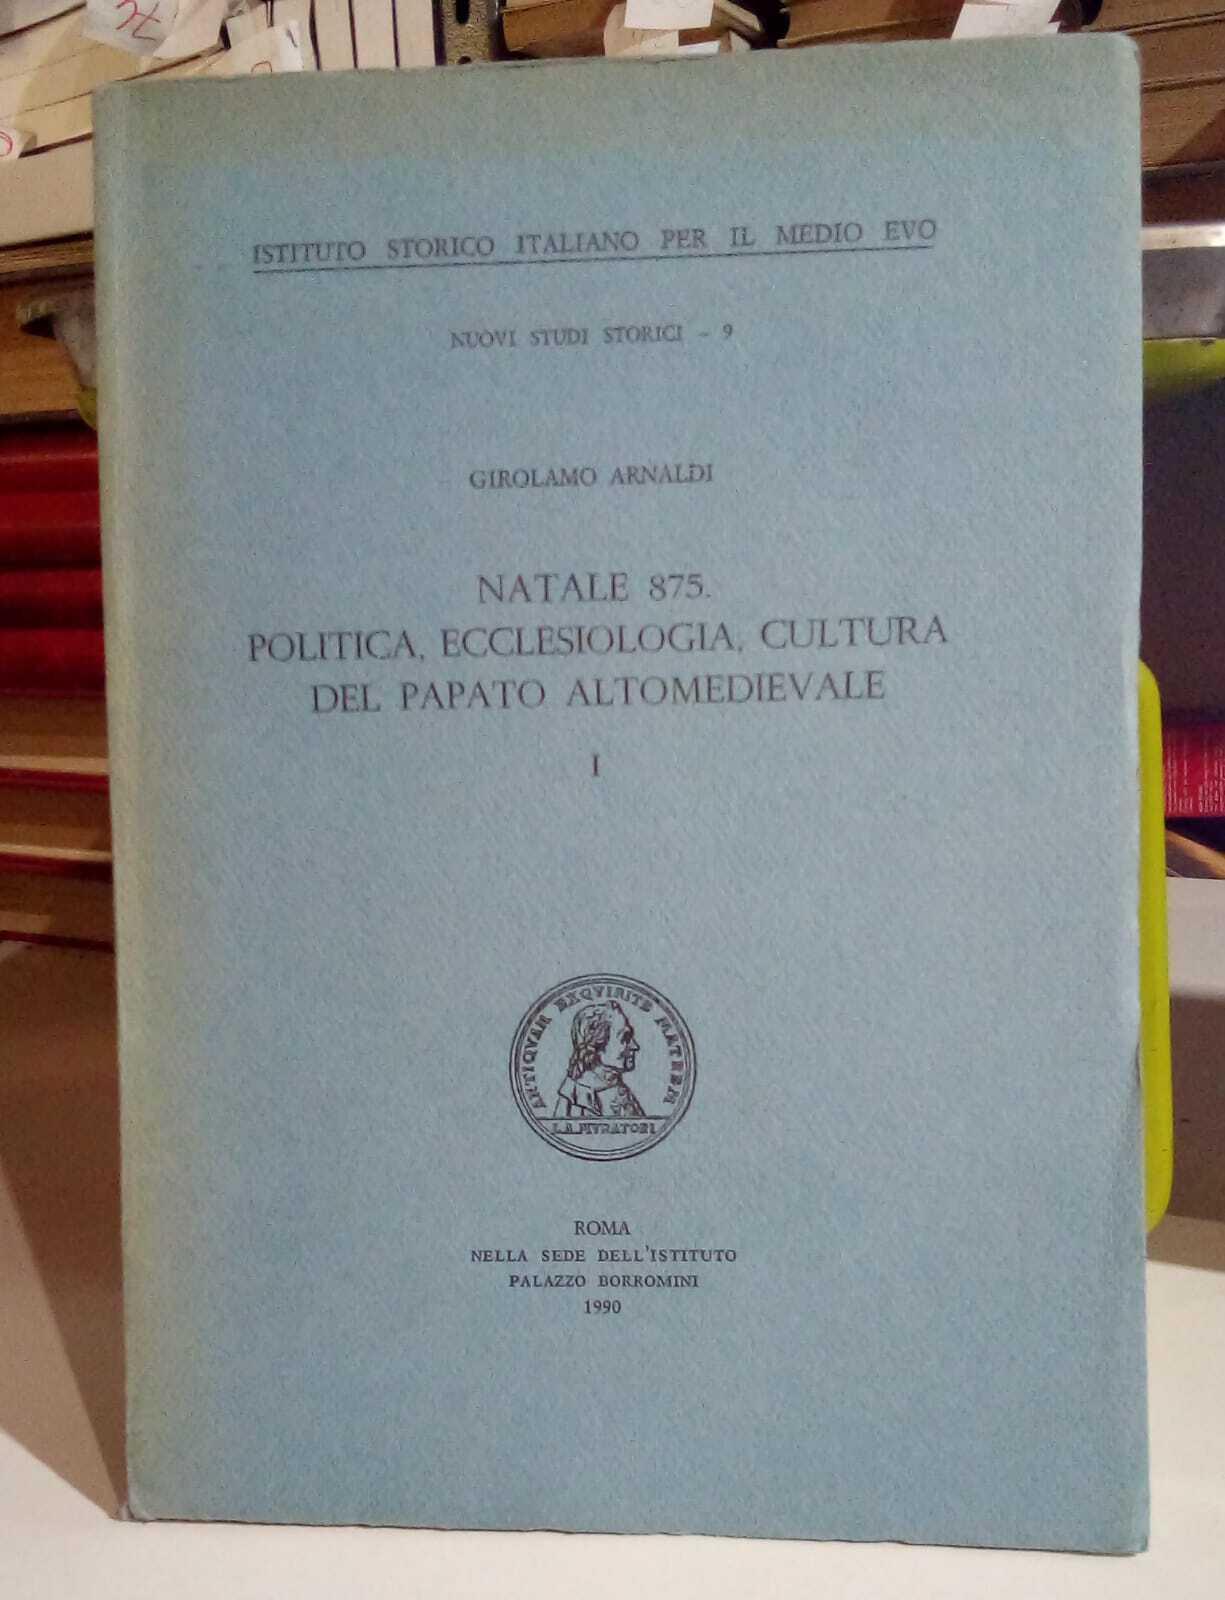 ISTITUTO STORICO ITALIANO PER IL MEDIO EVO
NUOVI STUDI STORICI - 9
GIROLAMO ARNALDI
NATALE 875.
POLITICA, ECCLESIOLOGIA, CULTURA
DEL PAPATO ALTOMEDIEVALE
I
ANTIQVAM EXQVIRITE MATREM
L.A.MVRATORI
ROMA
NELLA SEDE DELL'ISTITUTO
PALAZZO BORROMINI
1990